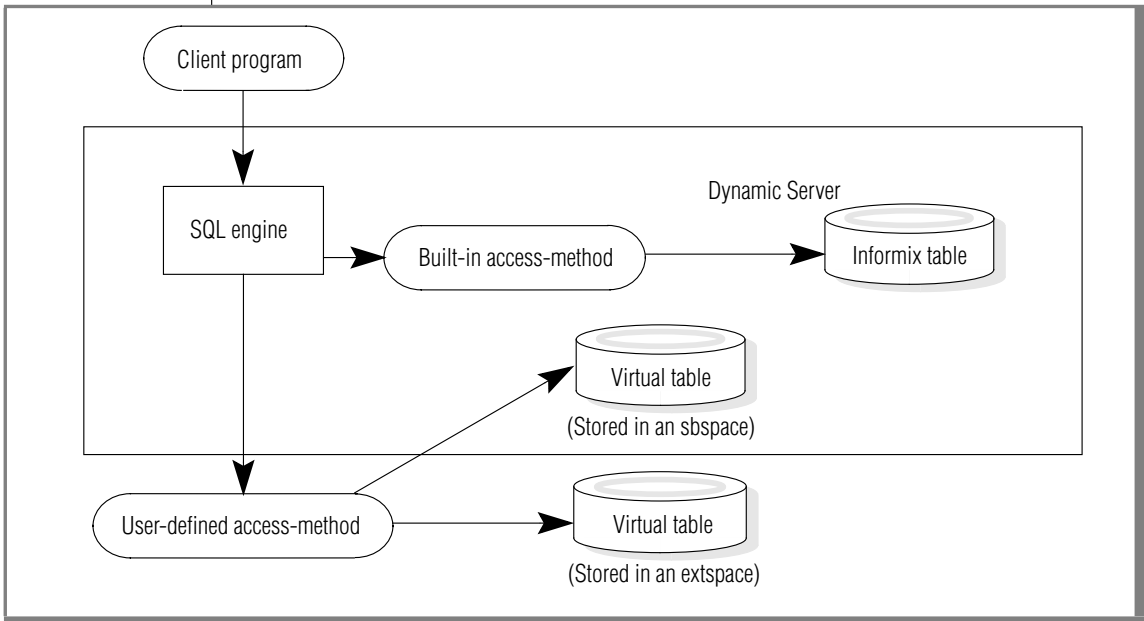 Client program
Dynamic Server
SQL engine
Built-in access-method
Informix table
Virtual table
(Stored in an sbspace)
User-defined access-method
Virtual table
(Stored in an extspace)